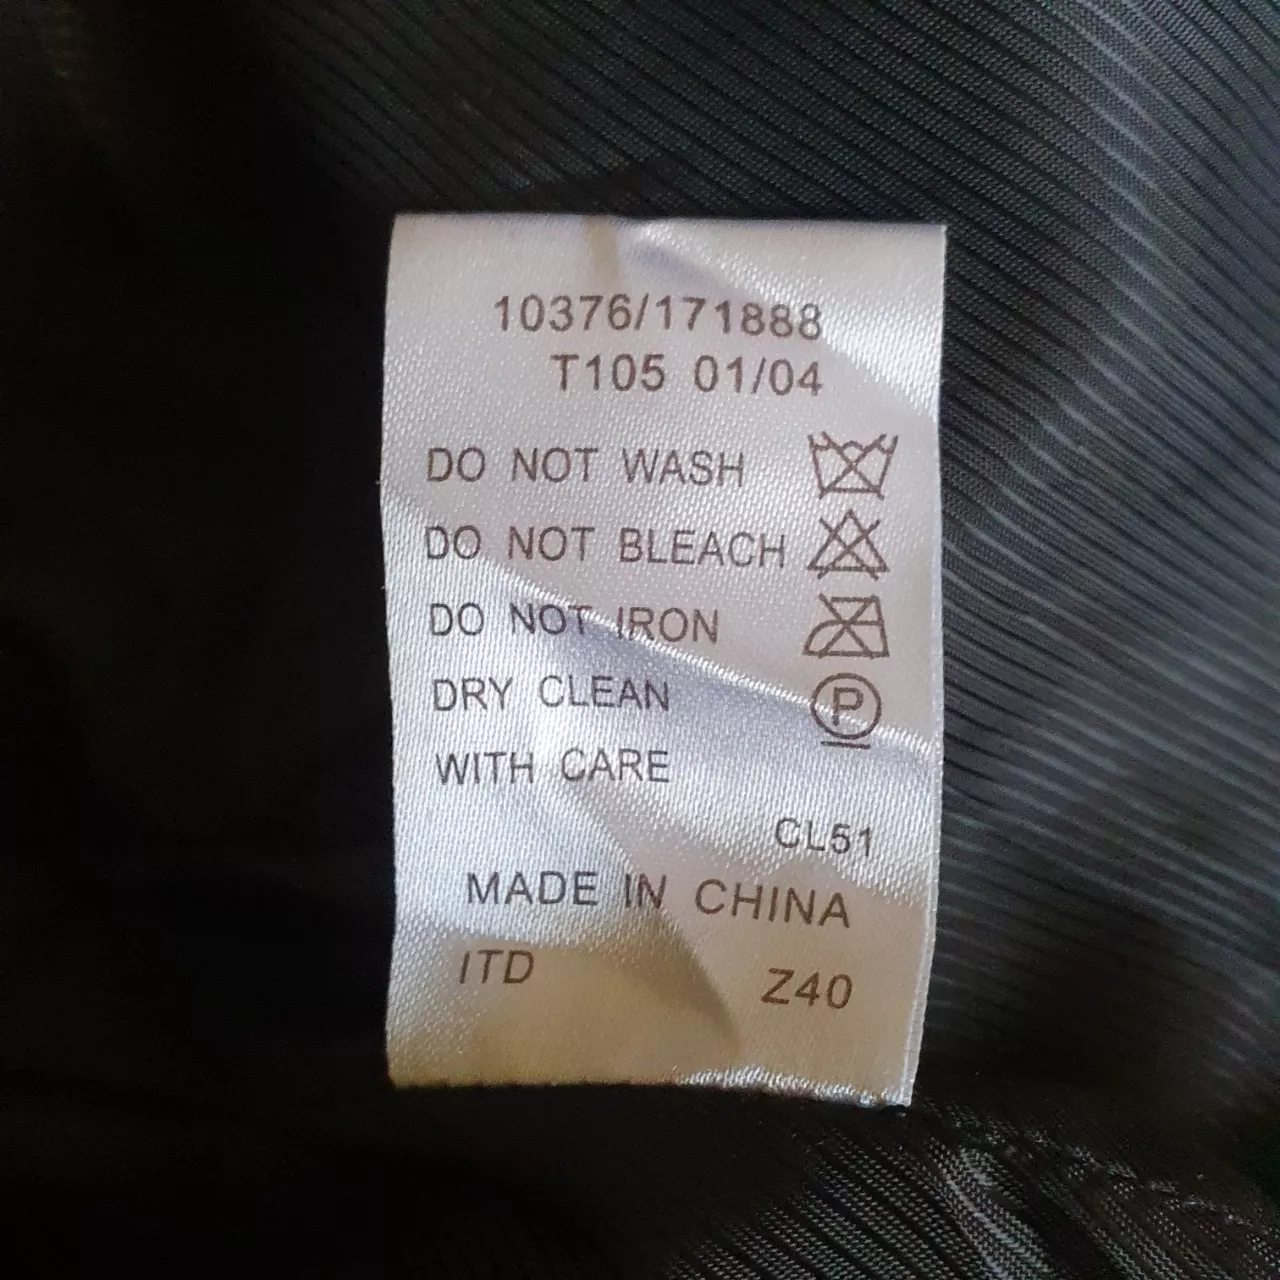 10376/171888
T105 01/04
DO NOT WASH
DO NOT BLEACH
DO NOT IRON
DRY CLEAN P
WITH CARE
CL51
MADE IN CHINA
ITD Z40